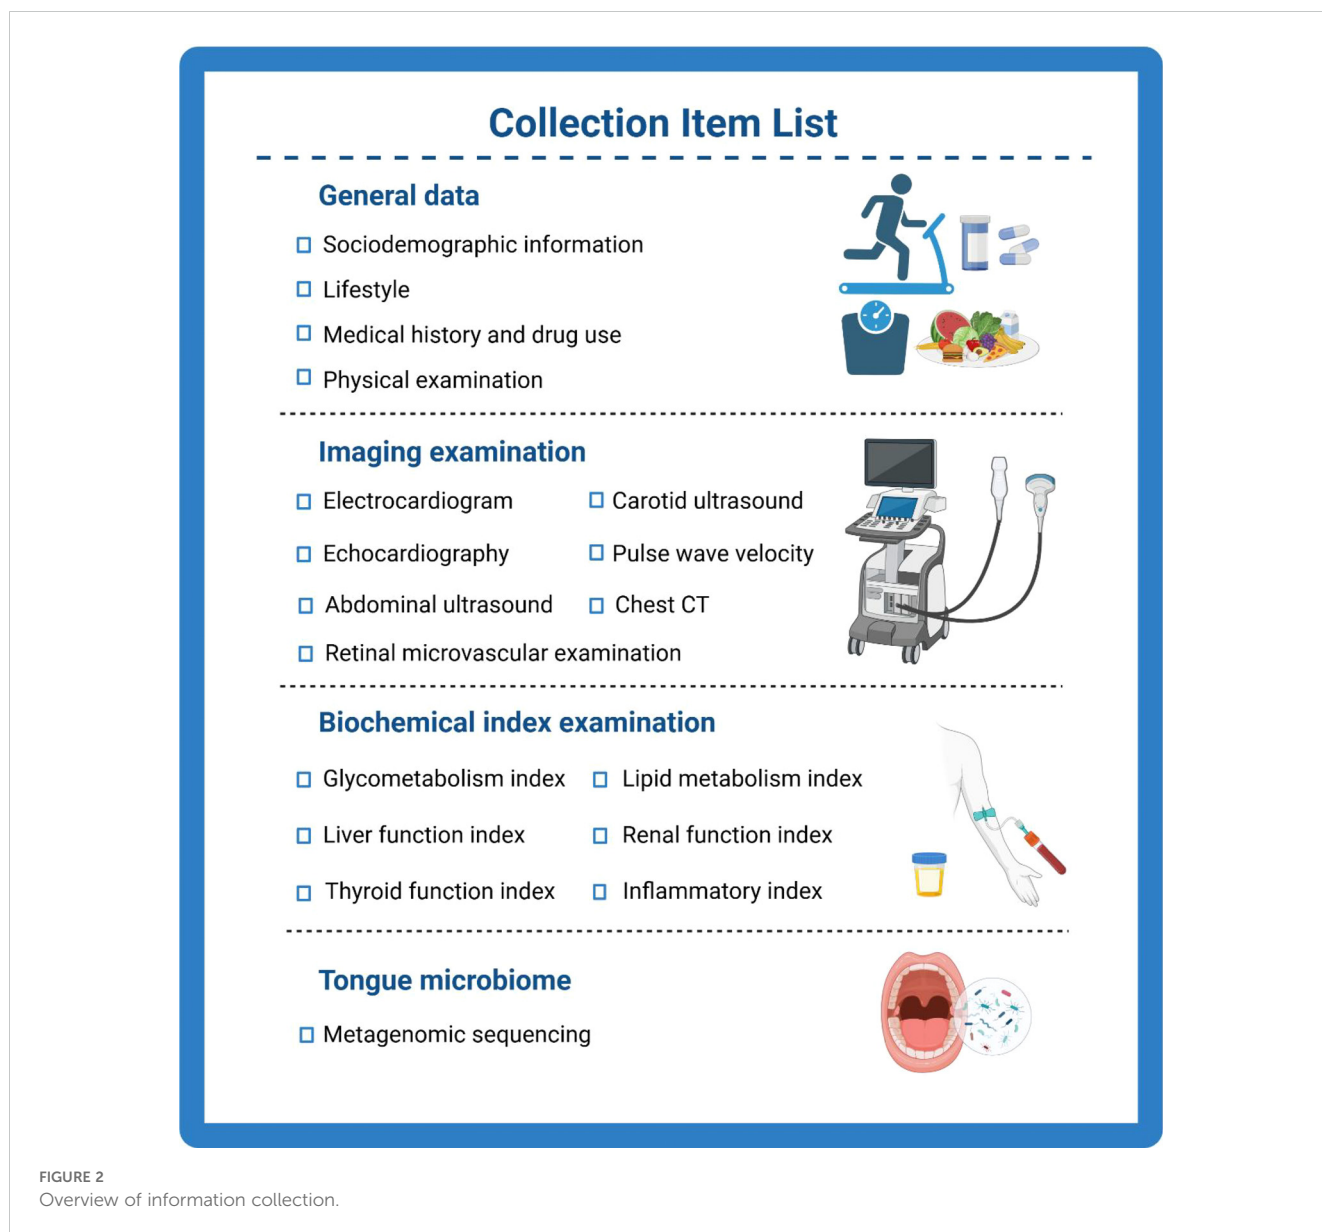 Collection Item List
General data
Sociodemographic information
Lifestyle
Medical history and drug use
Physical examination
Imaging examination
Electrocardiogram
Carotid ultrasound
Echocardiography
Pulse wave velocity
Abdominal ultrasound
Chest CT
Retinal microvascular examination
Biochemical index examination
Glycometabolism index
Lipid metabolism index
Liver function index
Renal function index
Thyroid function index
Inflammatory index
Tongue microbiome
Metagenomic sequencing
FIGURE 2
Overview of information collection.